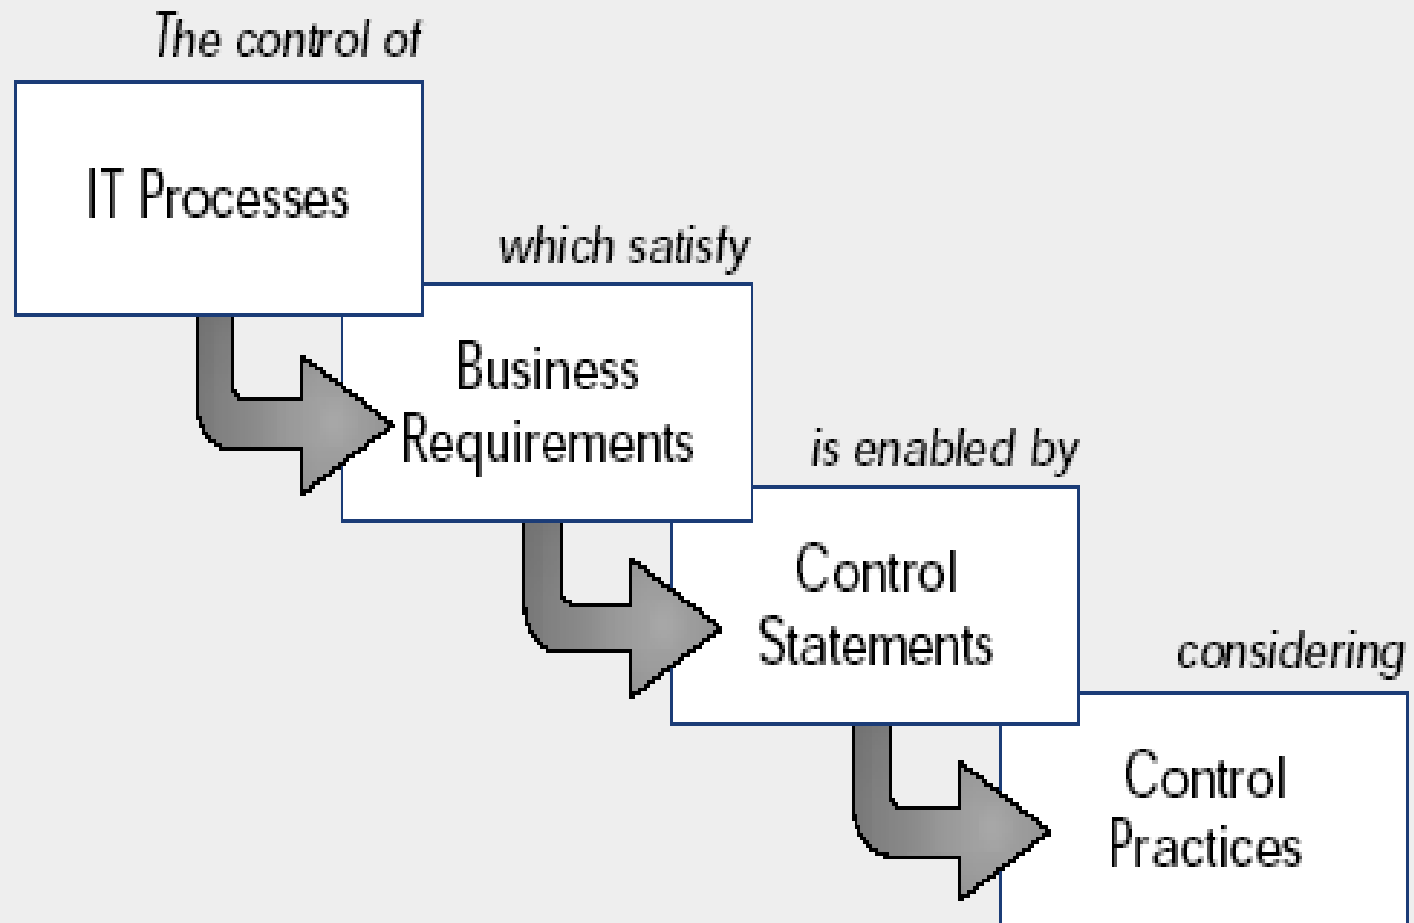 The control of
IT Processes
which satisfy
Business
Requirements
is enabled by
Control
Statements
considering
Control
Practices